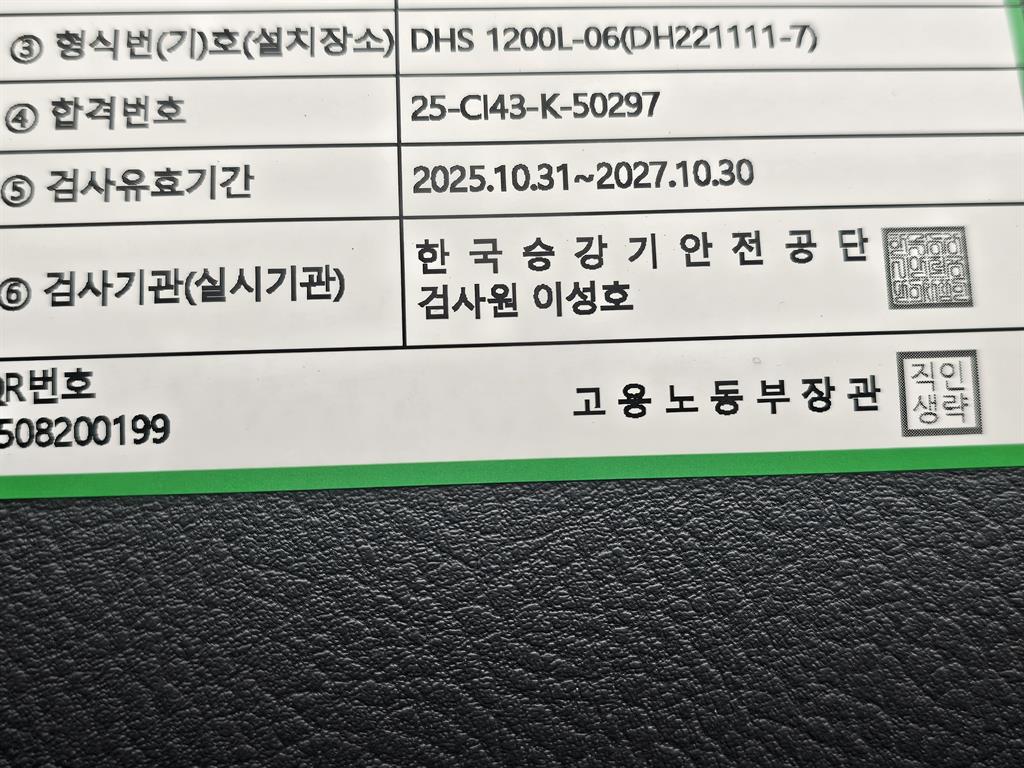 ③ 형식번(기)호(설치장소) DHS 1200L-06(DH221111-7)
④ 합격번호 25-CI43-K-50297
⑤ 검사유효기간 2025.10.31~2027.10.30
⑥ 검사기관(실시기관) 한 국 승 강 기 안 전 공 단
검사원 이성호
QR번호
508200199
고 용 노 동 부 장 관 직인
생략